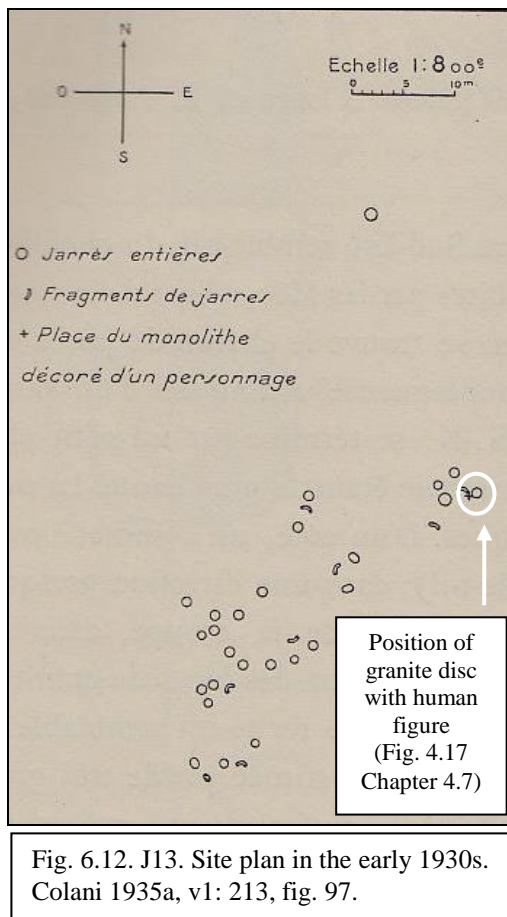 N
O E
S
Echelle 1:800e
0 5 10 m.
O Jarres entières
Fragments de jarres
+ Place du monolithe
décoré d'un personnage
Position of
granite disc
with human
figure
(Fig. 4.17
Chapter 4.7)
Fig. 6.12. J13. Site plan in the early 1930s.
Colani 1935a, v1: 213, fig. 97.